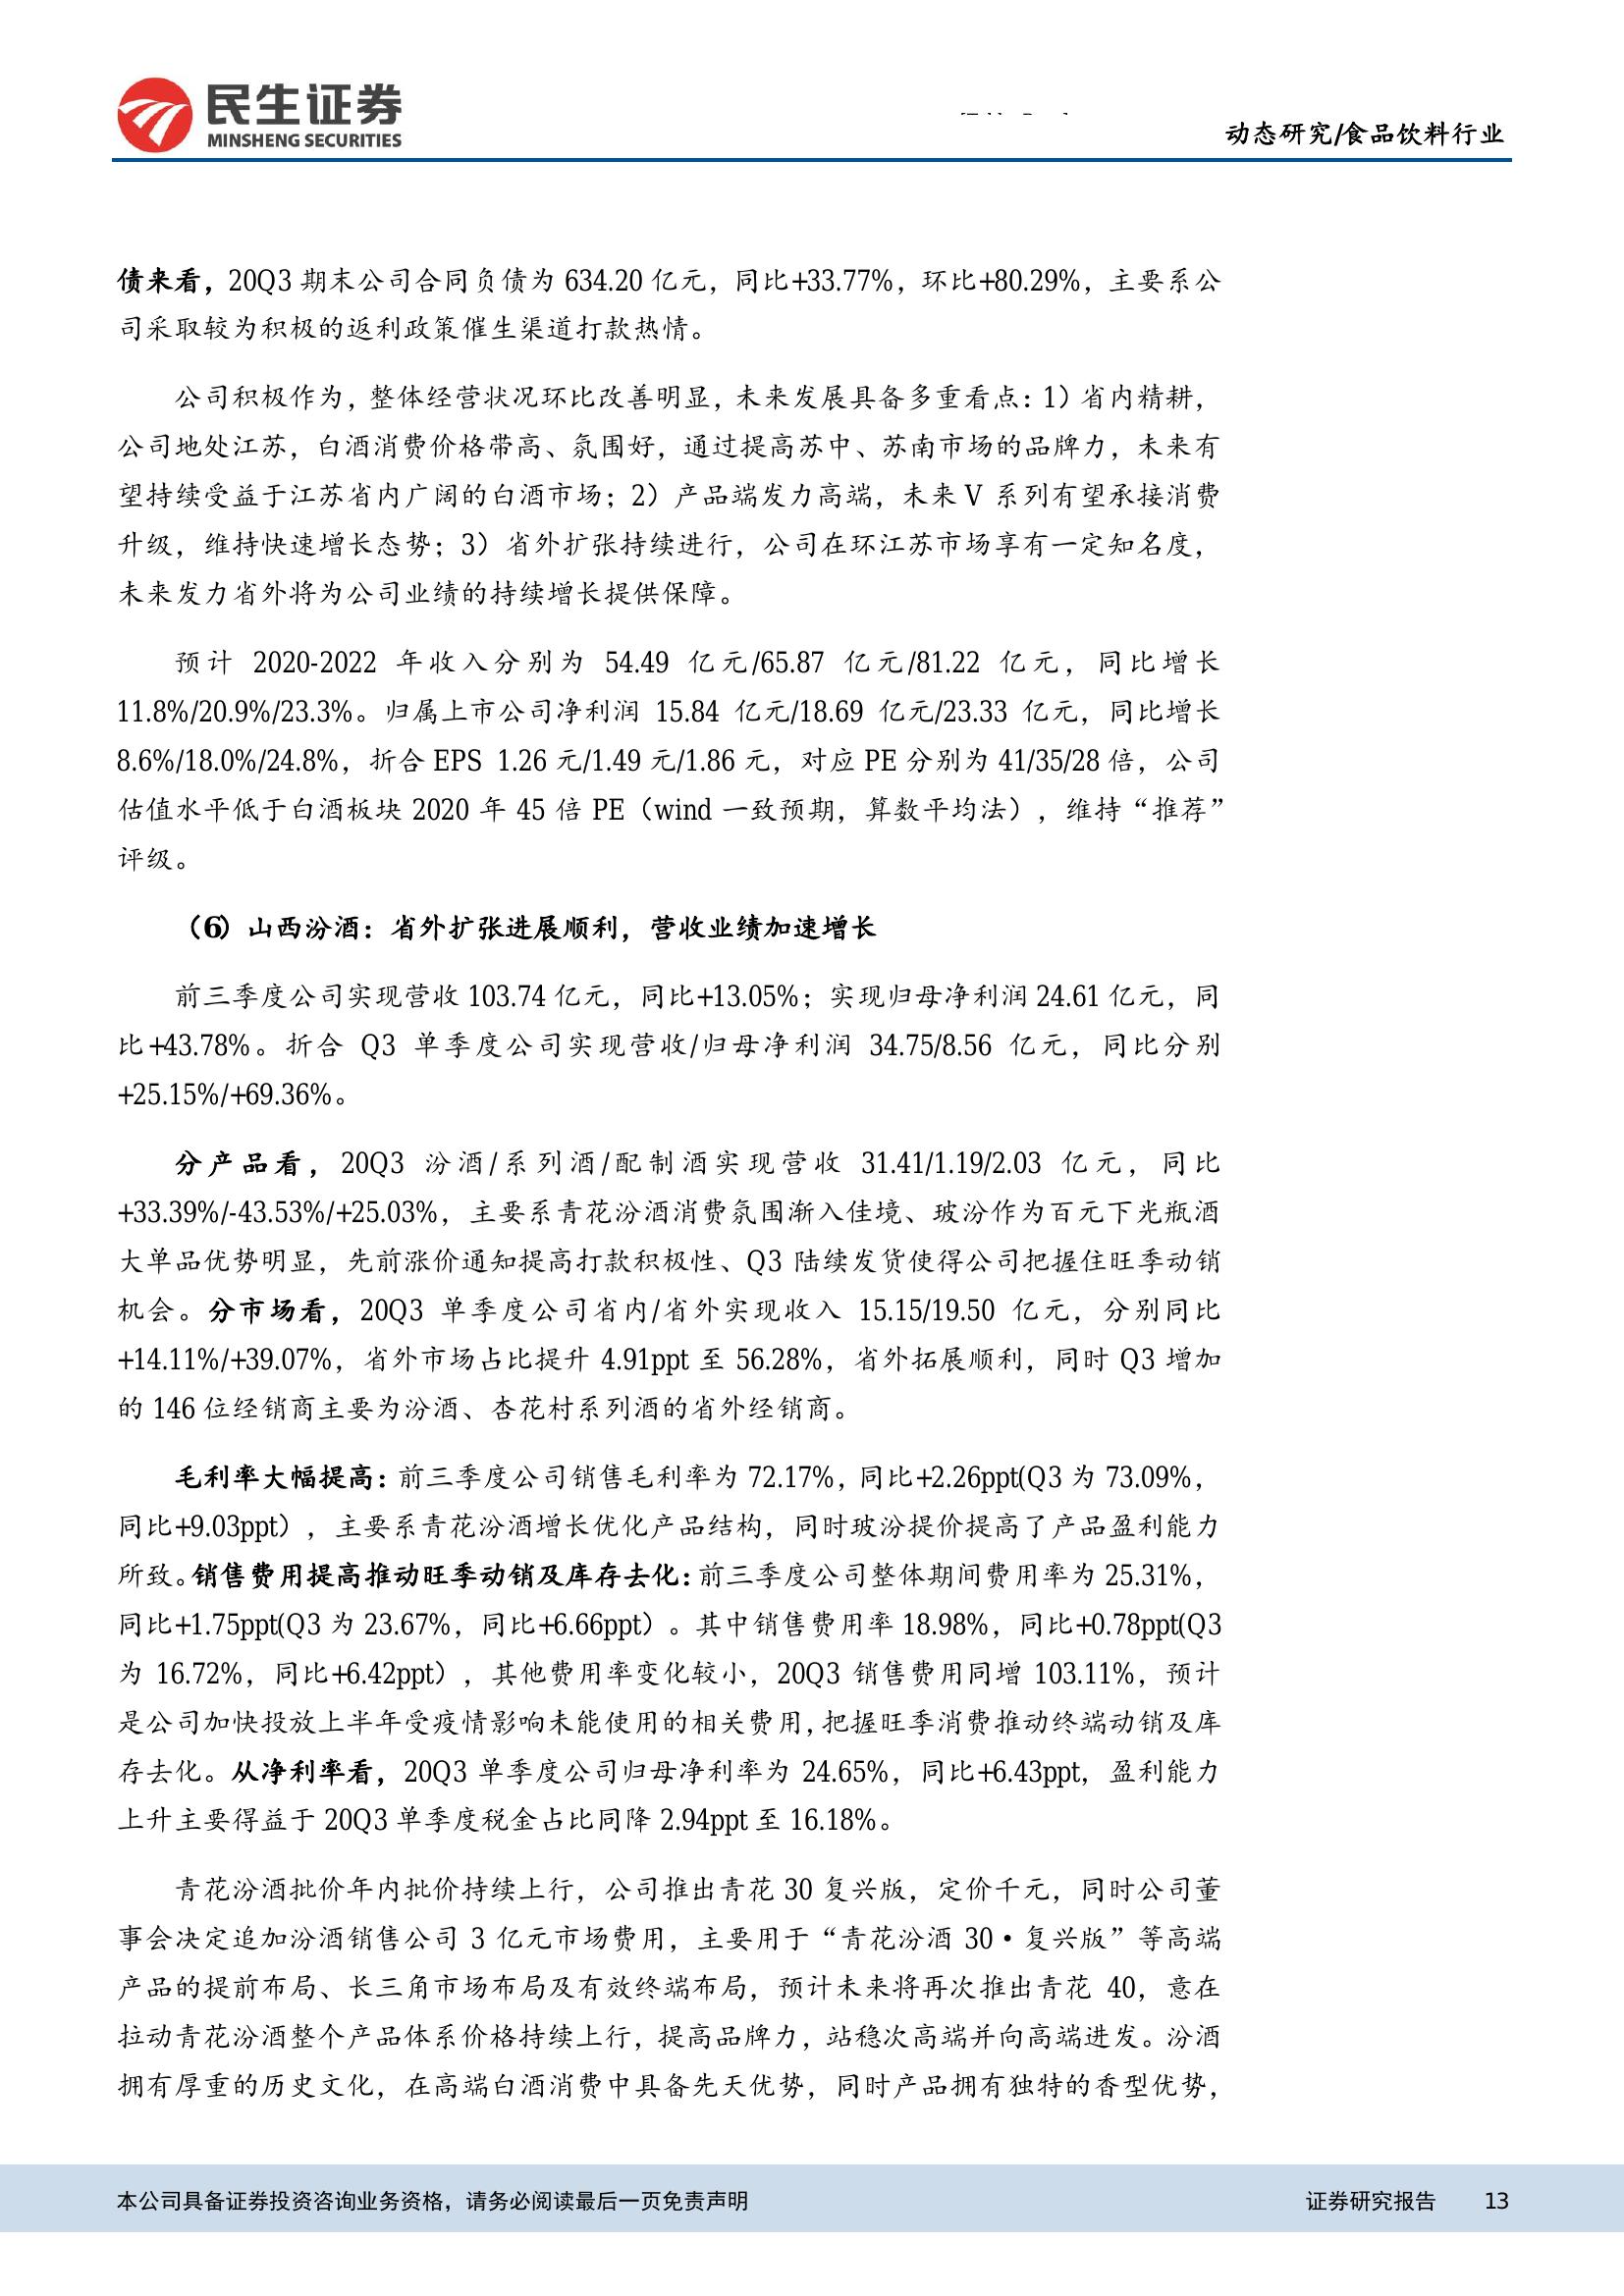 民生证券
MINSHENG SECURITIES
动态研究/食品饮料行业
债来看，20Q3 期末公司合同负债为 634.20 亿元，同比+33.77%，环比+80.29%，主要系公
司采取较为积极的返利政策催生渠道打款热情。
公司积极作为，整体经营状况环比改善明显，未来发展具备多重看点：1）省内精耕，
公司地处江苏，白酒消费价格带高、氛围好，通过提高苏中、苏南市场的品牌力，未来有
望持续受益于江苏省内广阔的白酒市场；2）产品端发力高端，未来 V 系列有望承接消费
升级，维持快速增长态势；3）省外扩张持续进行，公司在环江苏市场享有一定知名度，
未来发力省外将为公司业绩的持续增长提供保障。
预计 2020-2022 年收入分别为 54.49 亿元/65.87 亿元/81.22 亿元，同比增长
11.8%/20.9%/23.3%。归属上市公司净利润 15.84 亿元/18.69 亿元/23.33 亿元，同比增长
8.6%/18.0%/24.8%，折合 EPS 1.26 元/1.49 元/1.86 元，对应 PE 分别为 41/35/28 倍，公司
估值水平低于白酒板块 2020 年 45 倍 PE（wind 一致预期，算数平均法），维持“推荐”
评级。
（6）山西汾酒：省外扩张进展顺利，营收业绩加速增长
前三季度公司实现营收 103.74 亿元，同比+13.05%；实现归母净利润 24.61 亿元，同
比+43.78%。折合 Q3 单季度公司实现营收/归母净利润 34.75/8.56 亿元，同比分别
+25.15%/+69.36%。
分产品看，20Q3 汾酒/系列酒/配制酒实现营收 31.41/1.19/2.03 亿元，同比
+33.39%/-43.53%/+25.03%，主要系青花汾酒消费氛围渐入佳境、玻汾作为百元下光瓶酒
大单品优势明显，先前涨价通知提高打款积极性、Q3 陆续发货使得公司把握住旺季动销
机会。分市场看，20Q3 单季度公司省内/省外实现收入 15.15/19.50 亿元，分别同比
+14.11%/+39.07%，省外市场占比提升 4.91ppt 至 56.28%，省外拓展顺利，同时 Q3 增加
的 146 位经销商主要为汾酒、杏花村系列酒的省外经销商。
毛利率大幅提高：前三季度公司销售毛利率为 72.17%，同比+2.26ppt(Q3 为 73.09%，
同比+9.03ppt），主要系青花汾酒增长优化产品结构，同时玻汾提价提高了产品盈利能力
所致。销售费用提高推动旺季动销及库存去化：前三季度公司整体期间费用率为 25.31%，
同比+1.75ppt(Q3 为 23.67%，同比+6.66ppt）。其中销售费用率 18.98%，同比+0.78ppt(Q3
为 16.72%，同比+6.42ppt），其他费用率变化较小，20Q3 销售费用同增 103.11%，预计
是公司加快投放上半年受疫情影响未能使用的相关费用，把握旺季消费推动终端动销及库
存去化。从净利率看，20Q3 单季度公司归母净利率为 24.65%，同比+6.43ppt，盈利能力
上升主要得益于 20Q3 单季度税金占比同降 2.94ppt 至 16.18%。
青花汾酒批价年内批价持续上行，公司推出青花 30 复兴版，定价千元，同时公司董
事会决定追加汾酒销售公司 3 亿元市场费用，主要用于“青花汾酒 30•复兴版”等高端
产品的提前布局、长三角市场布局及有效终端布局，预计未来将再次推出青花 40，意在
拉动青花汾酒整个产品体系价格持续上行，提高品牌力，站稳次高端并向高端进发。汾酒
拥有厚重的历史文化，在高端白酒消费中具备先天优势，同时产品拥有独特的香型优势，
本公司具备证券投资咨询业务资格，请务必阅读最后一页免责声明
证券研究报告 13